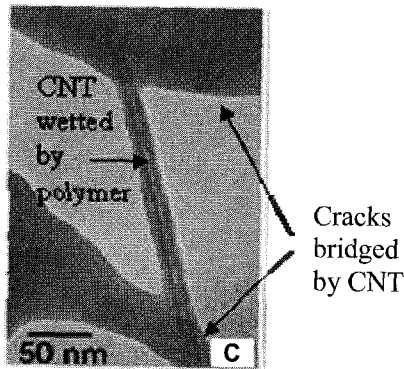 CNT
wetted
by
polymer
Cracks
bridged
by CNT
50 nm
C